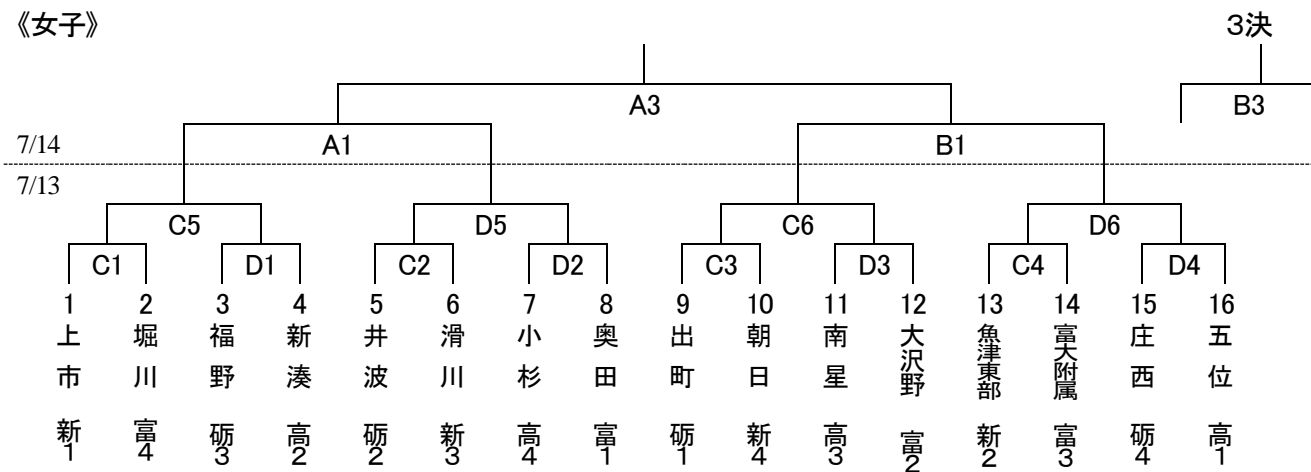 《女子》
3決
A3
B3
7/14
A1
B1
7/13
C5
D5
C6
D6
C1
D1
C2
D2
C3
D3
C4
D4
1 2 3 4 5 6 7 8 9 10 11 12 13 14 15 16
上市
堀川
福野
新湊
井波
滑川
小杉
奥田
出町
朝日
南星
大沢野
魚津東部
富大附属
庄西
五位
新1
富4
砺3
高2
砺2
新3
高4
富1
砺1
新4
高3
富2
新2
富3
砺4
高1